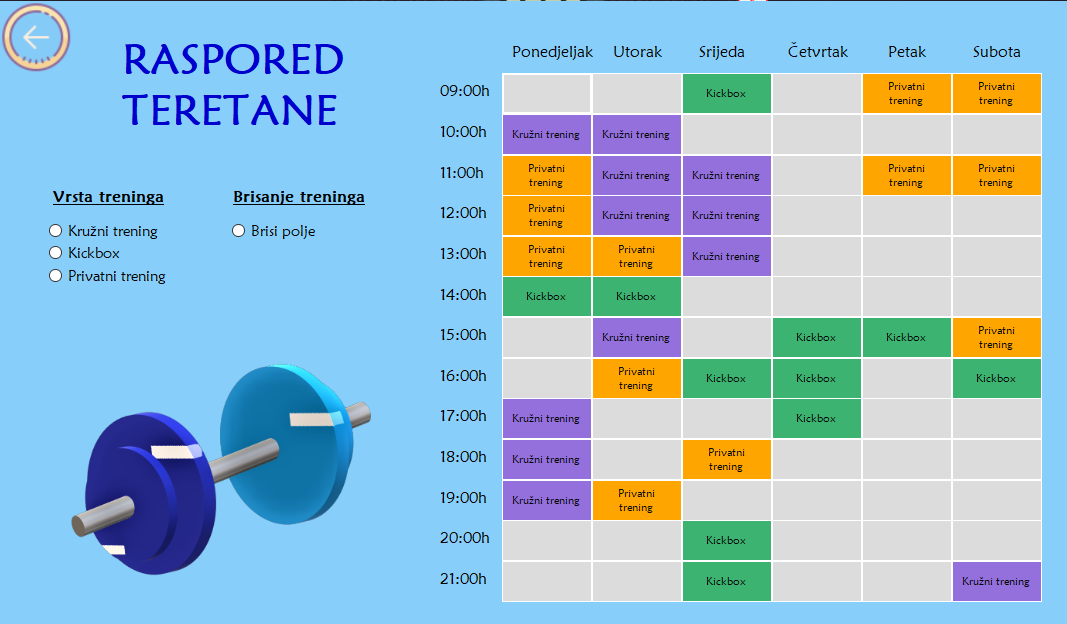 RASPORED
TERETANE
Vrsta treninga
Kružni trening
Kickbox
Privatni trening
Brisanje treninga
Brisi polje
Ponedjeljak Utorak Srijeda Četvrtak Petak Subota
09:00h Kickbox Privatni trening Privatni trening
10:00h Kružni trening Kružni trening
11:00h Privatni trening Kružni trening Kružni trening Privatni trening Privatni trening
12:00h Privatni trening Kružni trening Kružni trening
13:00h Privatni trening Privatni trening Kružni trening
14:00h Kickbox Kickbox
15:00h Kružni trening Kickbox Kickbox Privatni trening
16:00h Privatni trening Kickbox Kickbox Kickbox
17:00h Kružni trening Kickbox
18:00h Kružni trening Privatni trening
19:00h Kružni trening Privatni trening
20:00h Kickbox
21:00h Kickbox Kružni trening